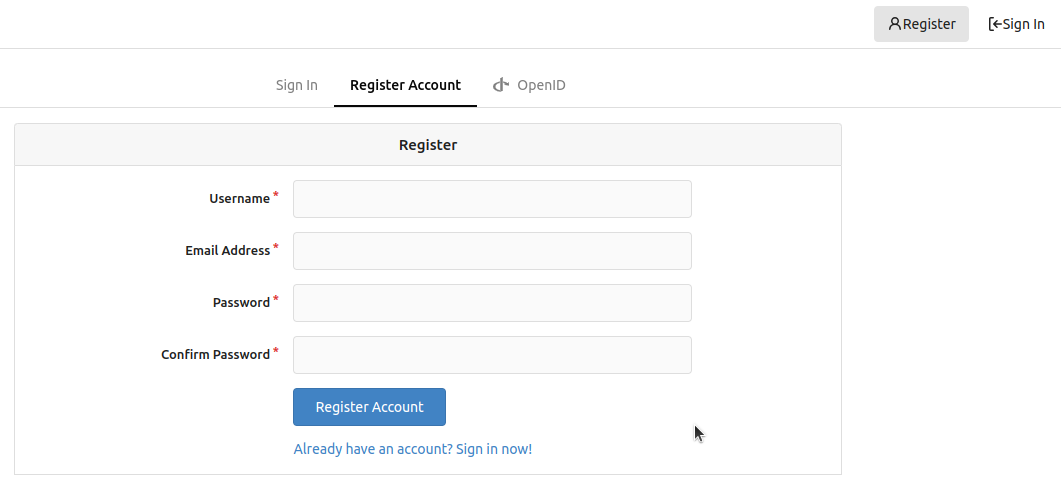 Register Sign In
Sign In Register Account OpenID
Register
Username *
Email Address *
Password *
Confirm Password *
Register Account
Already have an account? Sign in now!